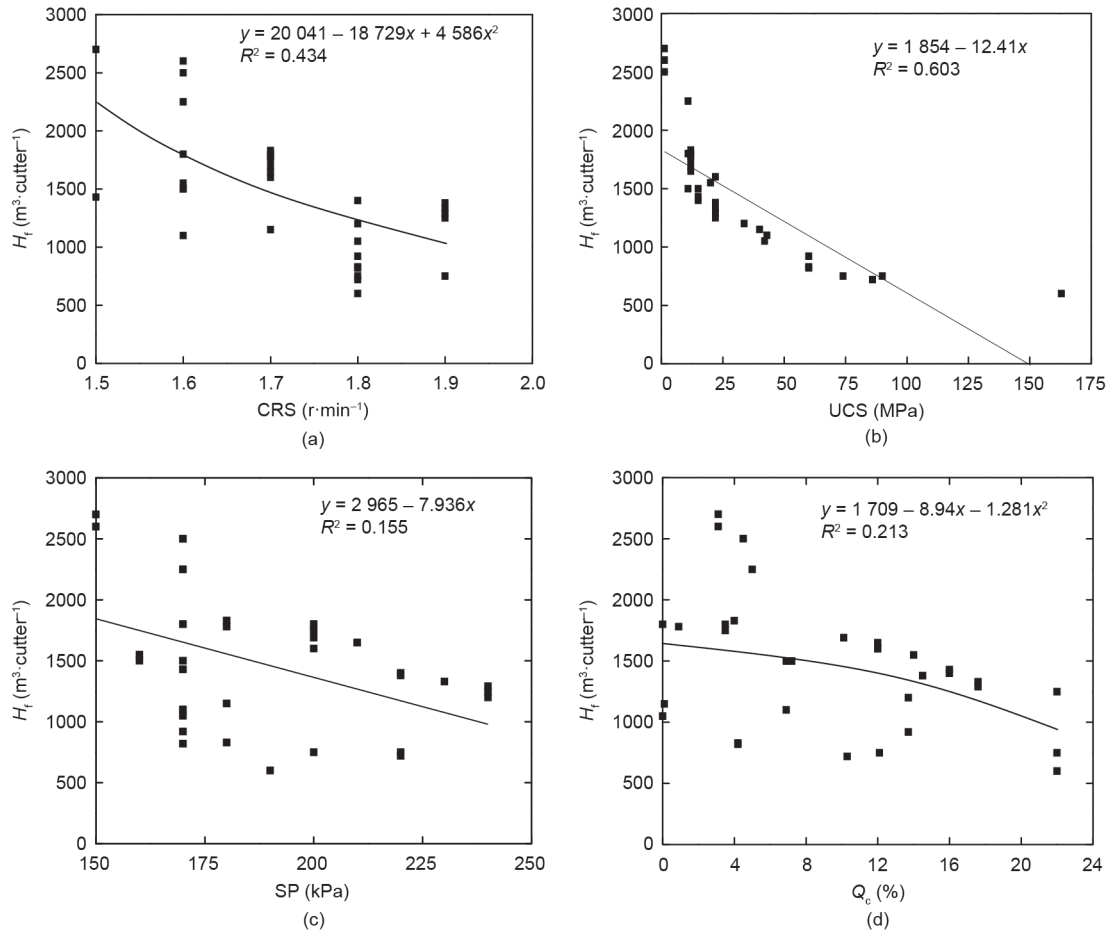 y = 20 041 – 18 729x + 4 586x²
R² = 0.434
3000
2500
2000
1500
1000
500
0
H_f (m³·cutter⁻¹)
1.5 1.6 1.7 1.8 1.9 2.0
CRS (r·min⁻¹)
(a)
y = 1 854 – 12.41x
R² = 0.603
3000
2500
2000
1500
1000
500
0
H_f (m³·cutter⁻¹)
0 25 50 75 100 125 150 175
UCS (MPa)
(b)
y = 2 965 – 7.936x
R² = 0.155
3000
2500
2000
1500
1000
500
0
H_f (m³·cutter⁻¹)
150 175 200 225 250
SP (kPa)
(c)
y = 1 709 – 8.94x – 1.281x²
R² = 0.213
3000
2500
2000
1500
1000
500
0
H_f (m³·cutter⁻¹)
0 4 8 12 16 20 24
Q_c (%)
(d)